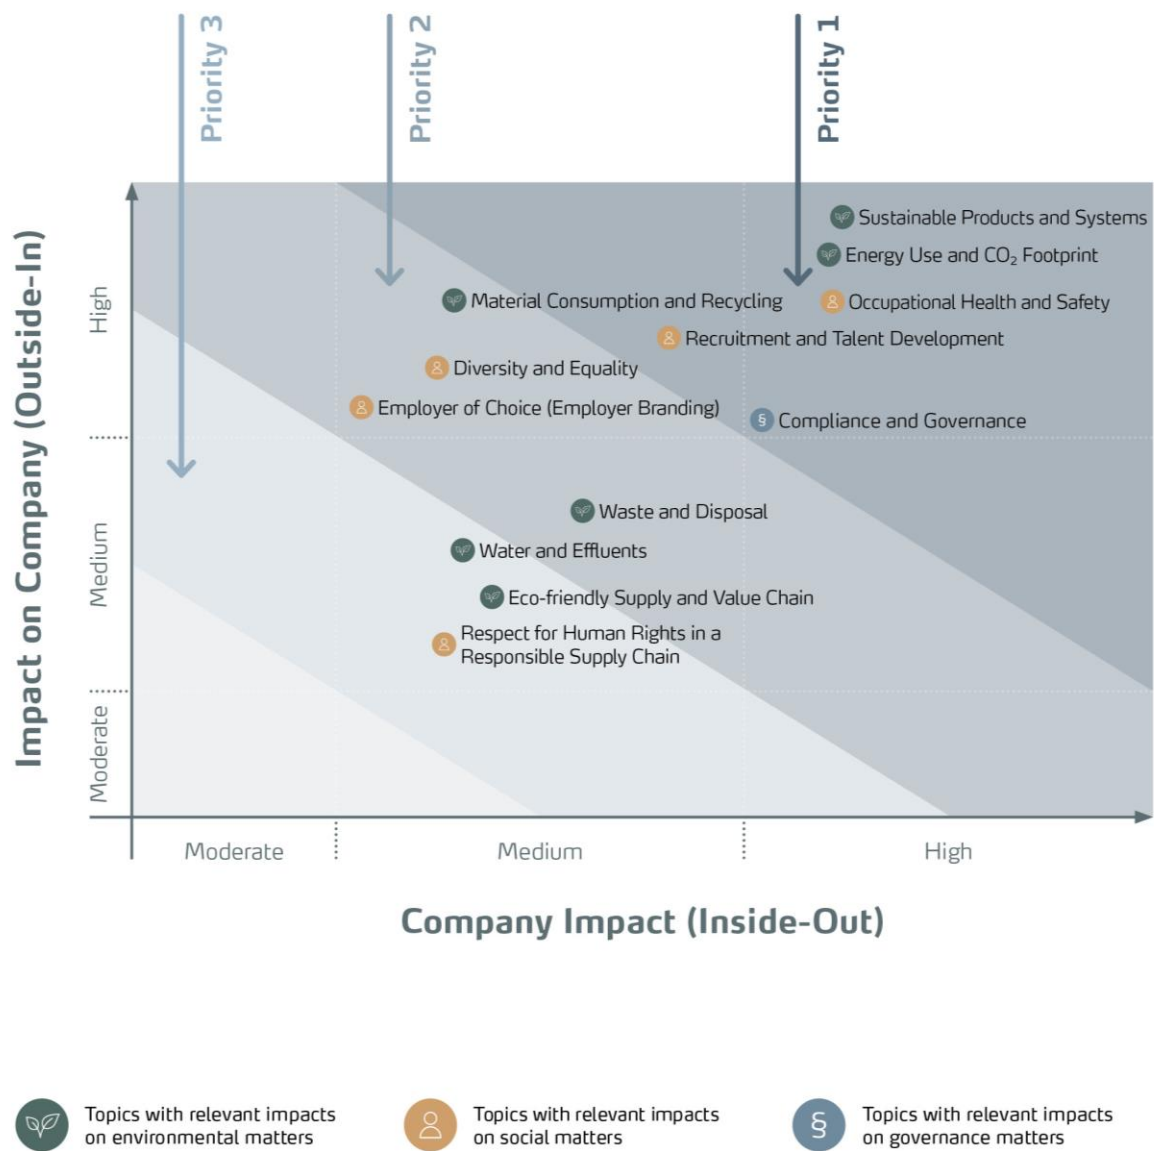 Priority 3
Priority 2
Priority 1
Impact on Company (Outside-In)
High
Medium
Moderate
Sustainable Products and Systems
Energy Use and CO₂ Footprint
Material Consumption and Recycling
Occupational Health and Safety
Recruitment and Talent Development
Diversity and Equality
Employer of Choice (Employer Branding)
§ Compliance and Governance
Waste and Disposal
Water and Effluents
Eco-friendly Supply and Value Chain
Respect for Human Rights in a
Responsible Supply Chain
Moderate
Medium
High
Company Impact (Inside-Out)
Topics with relevant impacts
on environmental matters
Topics with relevant impacts
on social matters
§
Topics with relevant impacts
on governance matters